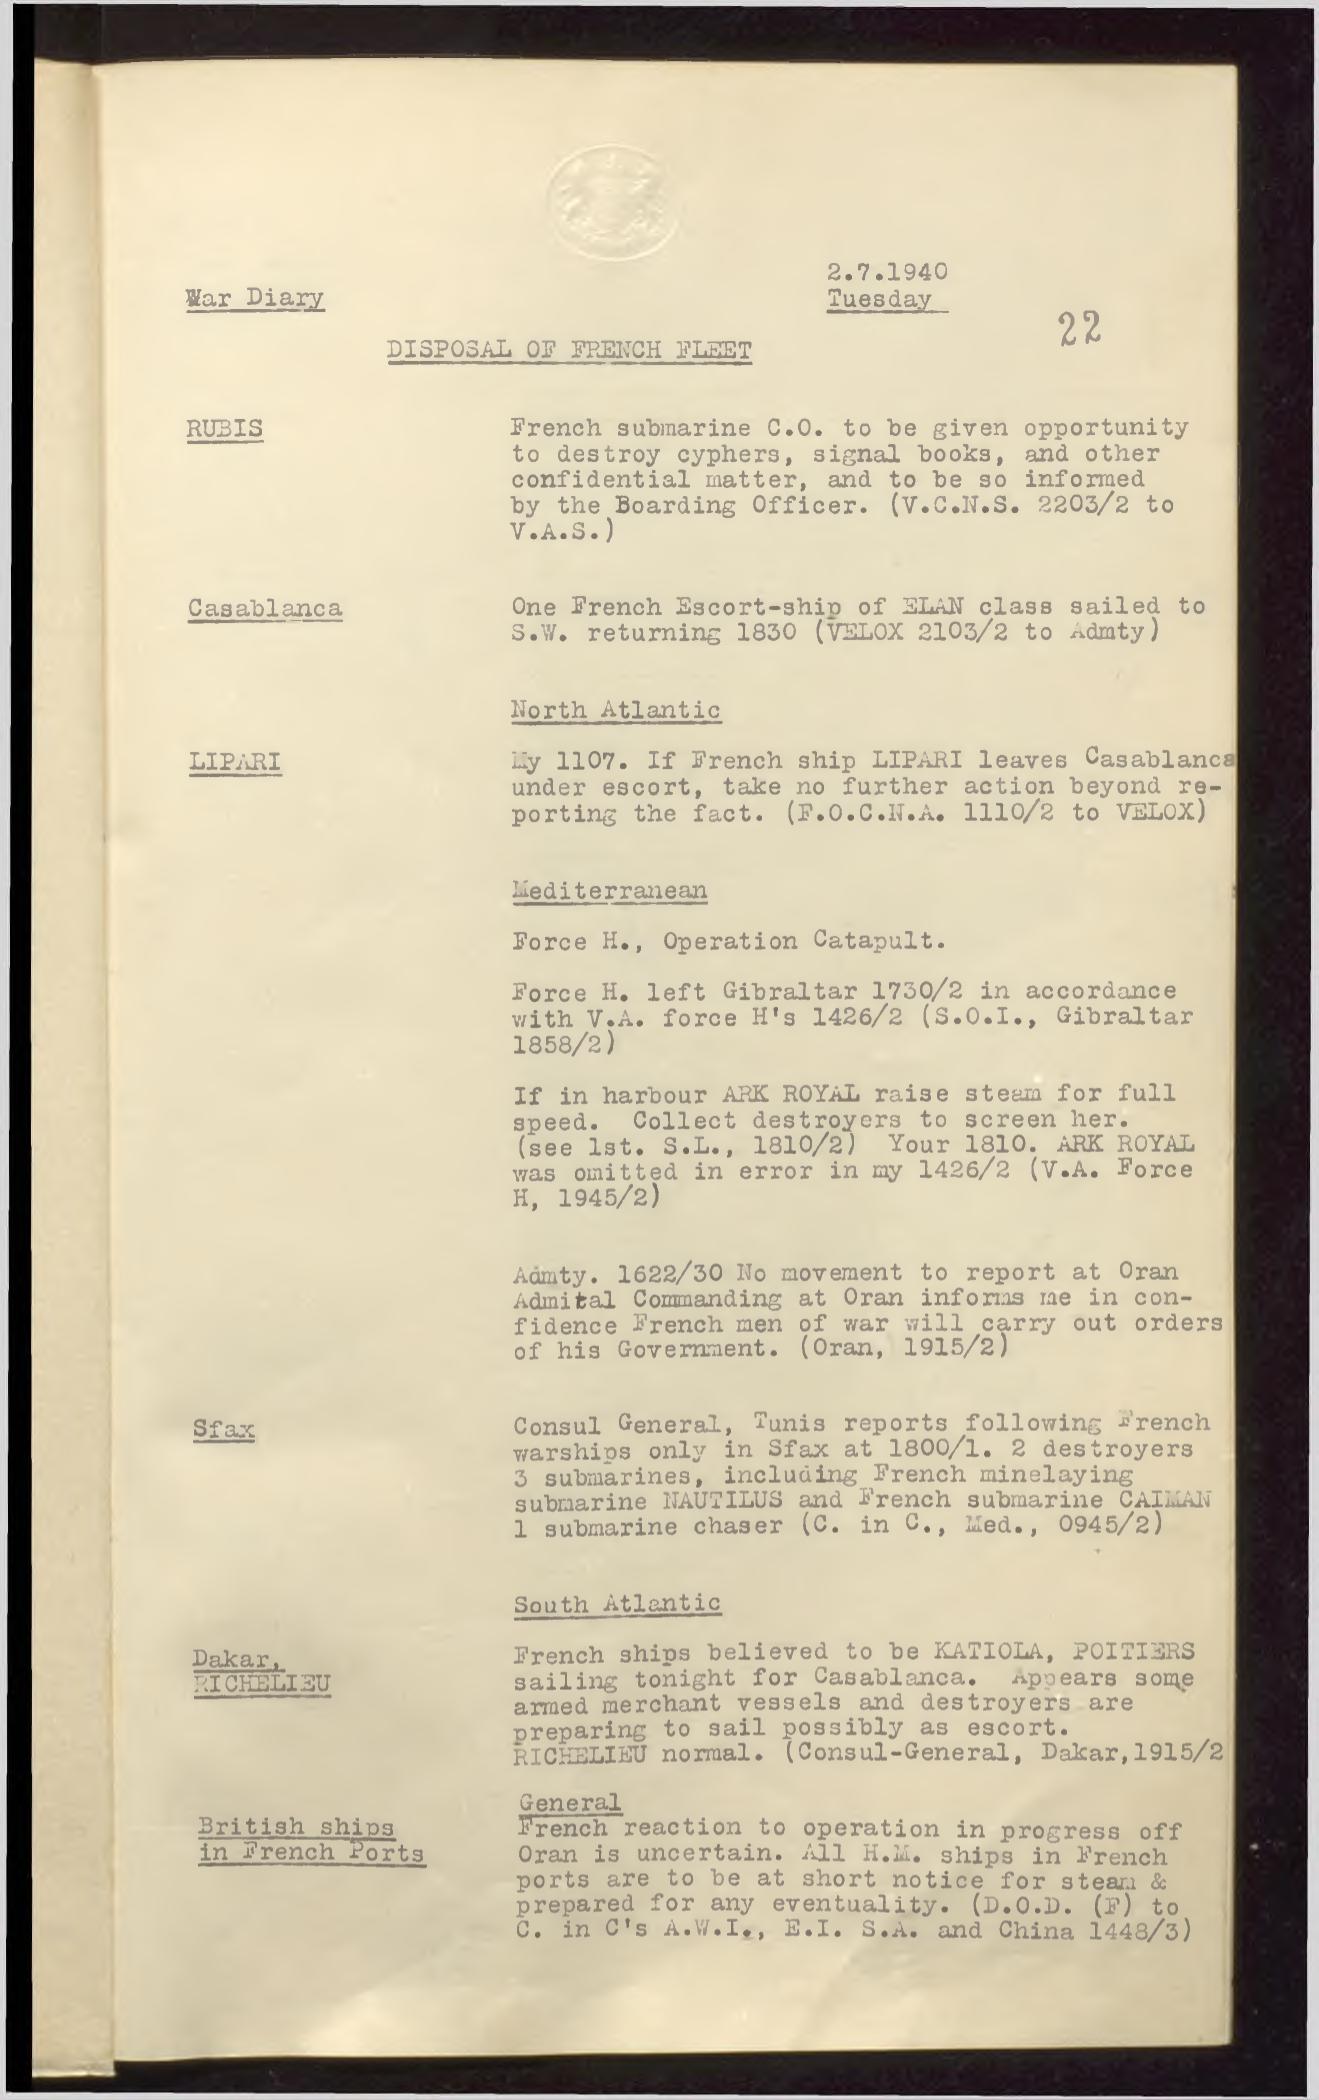 2.7.1940
War Diary
Tuesday
22
DISPOSAL OF FRENCH FLEET
RUBIS
French submarine C.O. to be given opportunity
to destroy cyphers, signal books, and other
confidential matter, and to be so informed
by the Boarding Officer. (V.C.N.S. 2203/2 to
V.A.S.)
Casablanca
One French Escort-ship of ELAN class sailed to
S.W. returning 1830 (VELOX 2103/2 to Admty)
North Atlantic
LIPARI
My 1107. If French ship LIPARI leaves Casablanca
under escort, take no further action beyond re-
porting the fact. (F.O.C.N.A. 1110/2 to VELOX)
Mediterranean
Force H., Operation Catapult.
Force H. left Gibraltar 1730/2 in accordance
with V.A. force H's 1426/2 (S.O.I., Gibraltar
1858/2)
If in harbour ARK ROYAL raise steam for full
speed. Collect destroyers to screen her.
(see 1st. S.L., 1810/2) Your 1810. ARK ROYAL
was omitted in error in my 1426/2 (V.A. Force
H, 1945/2)
Admty. 1622/30 No movement to report at Oran
Admital Commanding at Oran informs me in con-
fidence French men of war will carry out orders
of his Government. (Oran, 1915/2)
Sfax
Consul General, Tunis reports following French
warships only in Sfax at 1800/1. 2 destroyers
3 submarines, including French minelaying
submarine NAUTILUS and French submarine CAIMAN
1 submarine chaser (C. in C., Med., 0945/2)
South Atlantic
Dakar,
RICHELIEU
French ships believed to be KATIOLA, POITIERS
sailing tonight for Casablanca. Appears some
armed merchant vessels and destroyers are
preparing to sail possibly as escort.
RICHELIEU normal. (Consul-General, Dakar,1915/2
General
British ships
in French Ports
French reaction to operation in progress off
Oran is uncertain. All H.M. ships in French
ports are to be at short notice for steam &
prepared for any eventuality. (D.O.D. (F) to
C. in C's A.W.I., E.I. S.A. and China 1448/3)